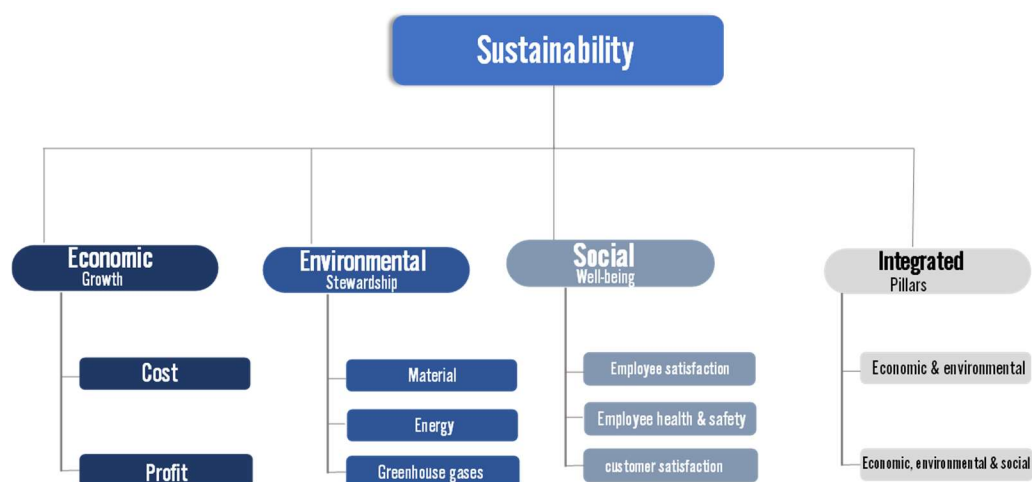 Sustainability
Economic
Growth
Environmental
Stewardship
Social
Well-being
Integrated
Pillars
Cost
Profit
Material
Energy
Greenhouse gases
Employee satisfaction
Employee health & safety
customer satisfaction
Economic & environmental
Economic, environmental & social